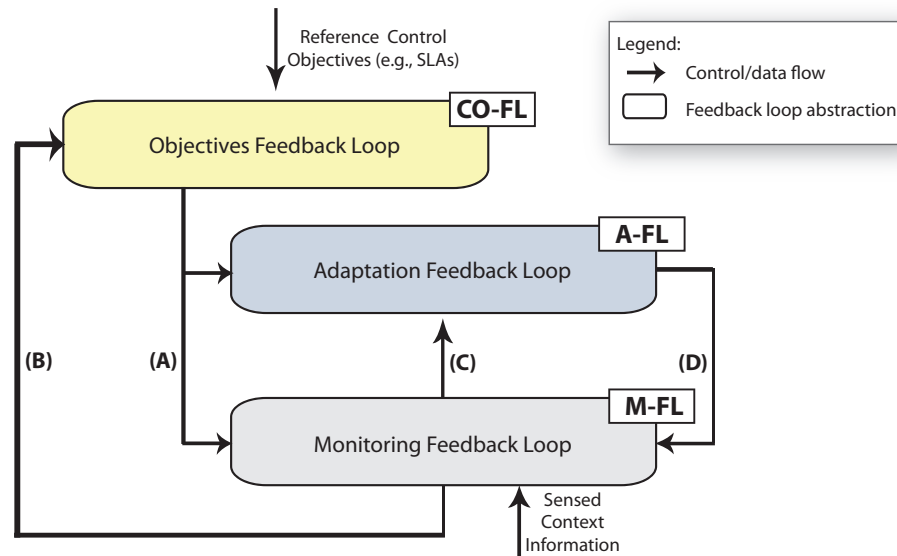 Reference Control
Objectives (e.g., SLAs)
Legend:
Control/data flow
Feedback loop abstraction
CO-FL
Objectives Feedback Loop
A-FL
Adaptation Feedback Loop
(B)
(A)
(C)
(D)
M-FL
Monitoring Feedback Loop
Sensed
Context
Information